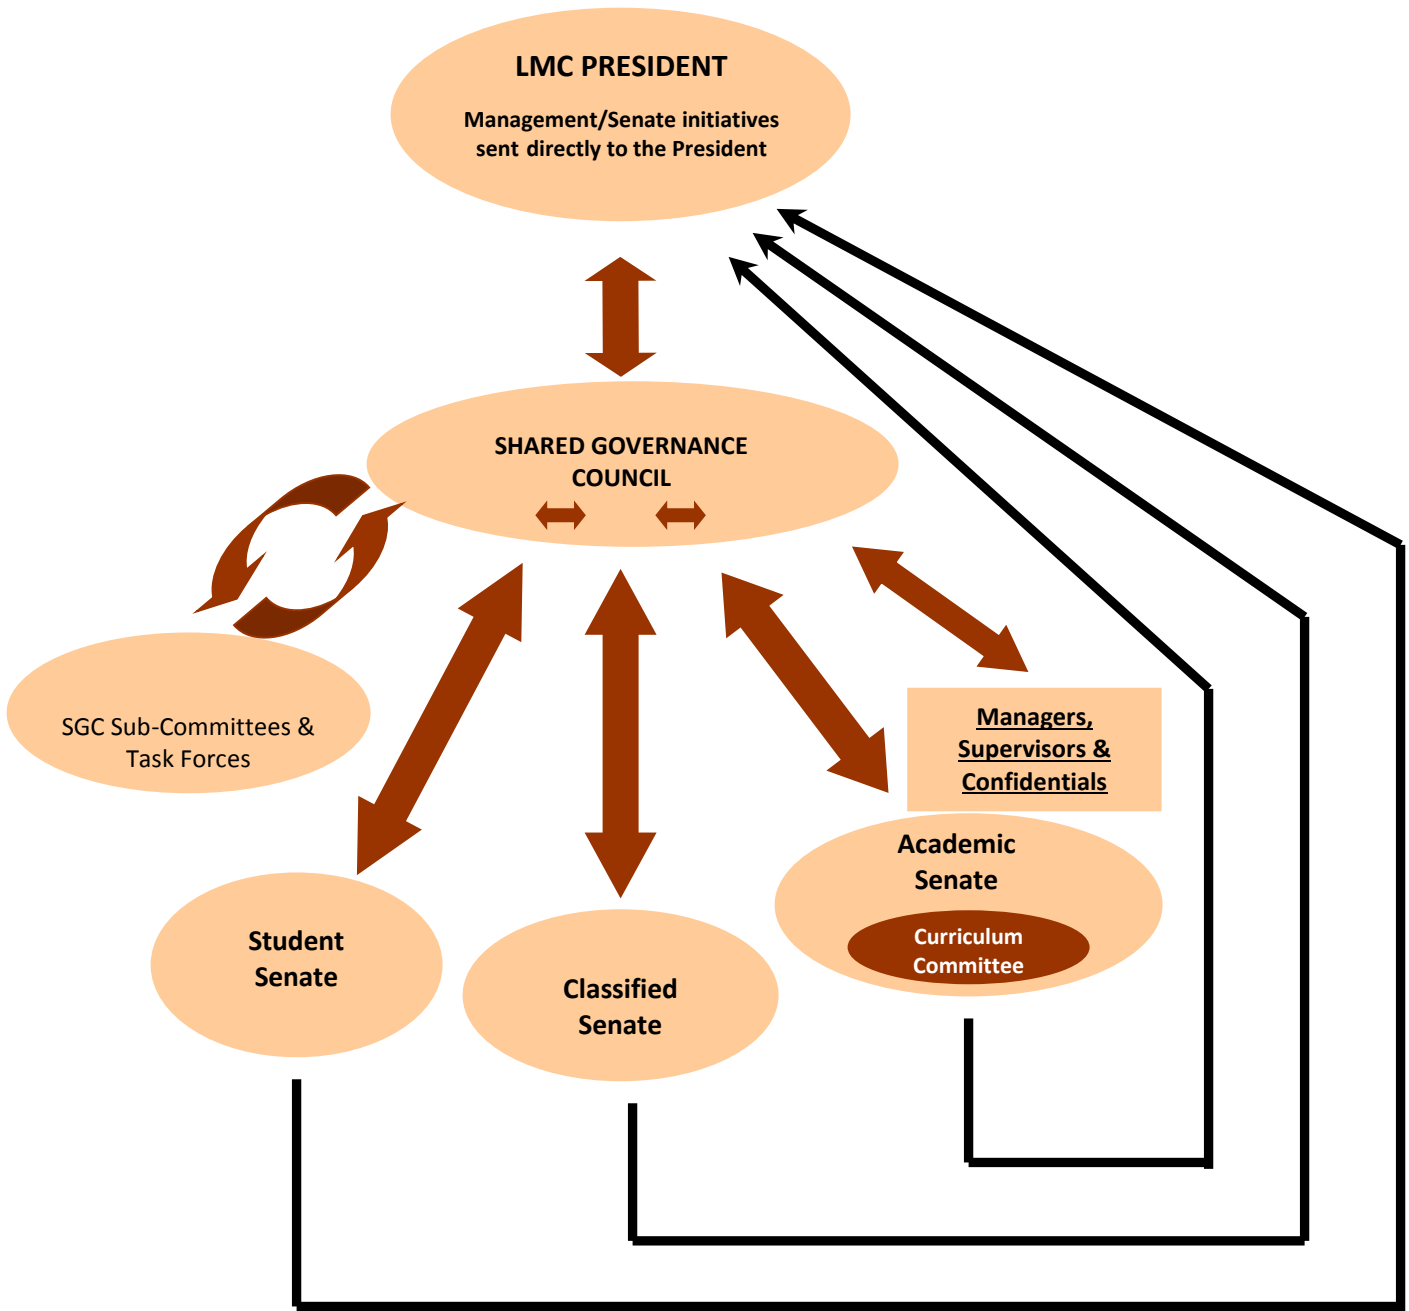 LMC PRESIDENT
Management/Senate initiatives
sent directly to the President
SHARED GOVERNANCE
COUNCIL
SGC Sub-Committees &
Task Forces
Managers,
Supervisors &
Confidentials
Academic
Senate
Curriculum
Committee
Student
Senate
Classified
Senate